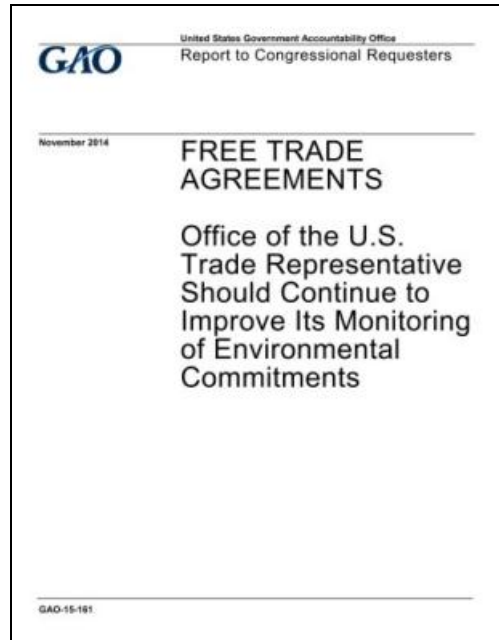 GAO
United States Government Accountability Office
Report to Congressional Requesters
November 2014
FREE TRADE
AGREEMENTS
Office of the U.S.
Trade Representative
Should Continue to
Improve Its Monitoring
of Environmental
Commitments
GAO-15-161